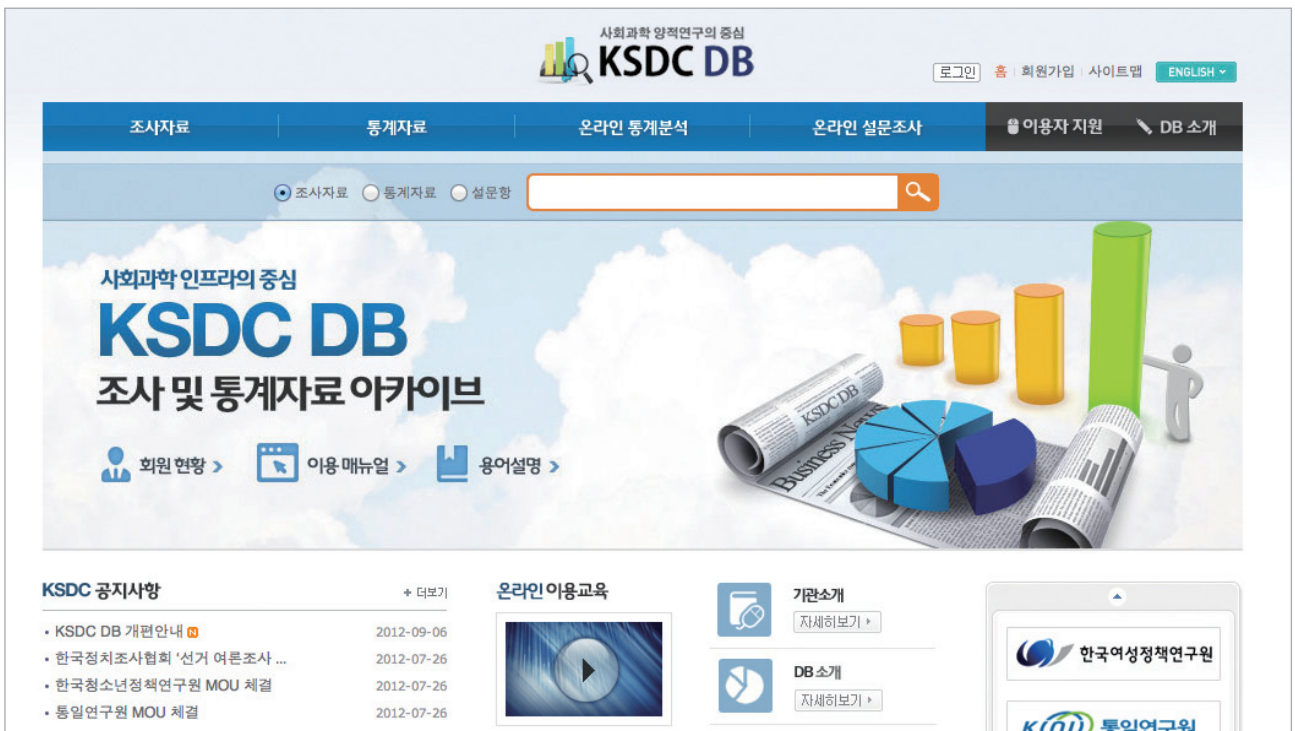 사회과학 양적연구의 중심
KSDC DB
로그인 홈 회원가입 사이트맵 ENGLISH
조사자료 통계자료 온라인 통계분석 온라인 설문조사 이용자 지원 DB 소개
조사자료 통계자료 설문항
사회과학 인프라의 중심
KSDC DB
조사 및 통계자료 아카이브
회원 현황 이용 매뉴얼 용어설명
KSDC DB
Business News
KSDC 공지사항 + 더보기
온라인 이용교육
기관소개
자세히보기
• KSDC DB 개편안내 N 2012-09-06
• 한국정치조사협회 '선거 여론조사 ... 2012-07-26
• 한국청소년정책연구원 MOU 체결 2012-07-26
• 통일연구원 MOU 체결 2012-07-26
DB 소개
자세히보기
한국여성정책연구원
통일연구원